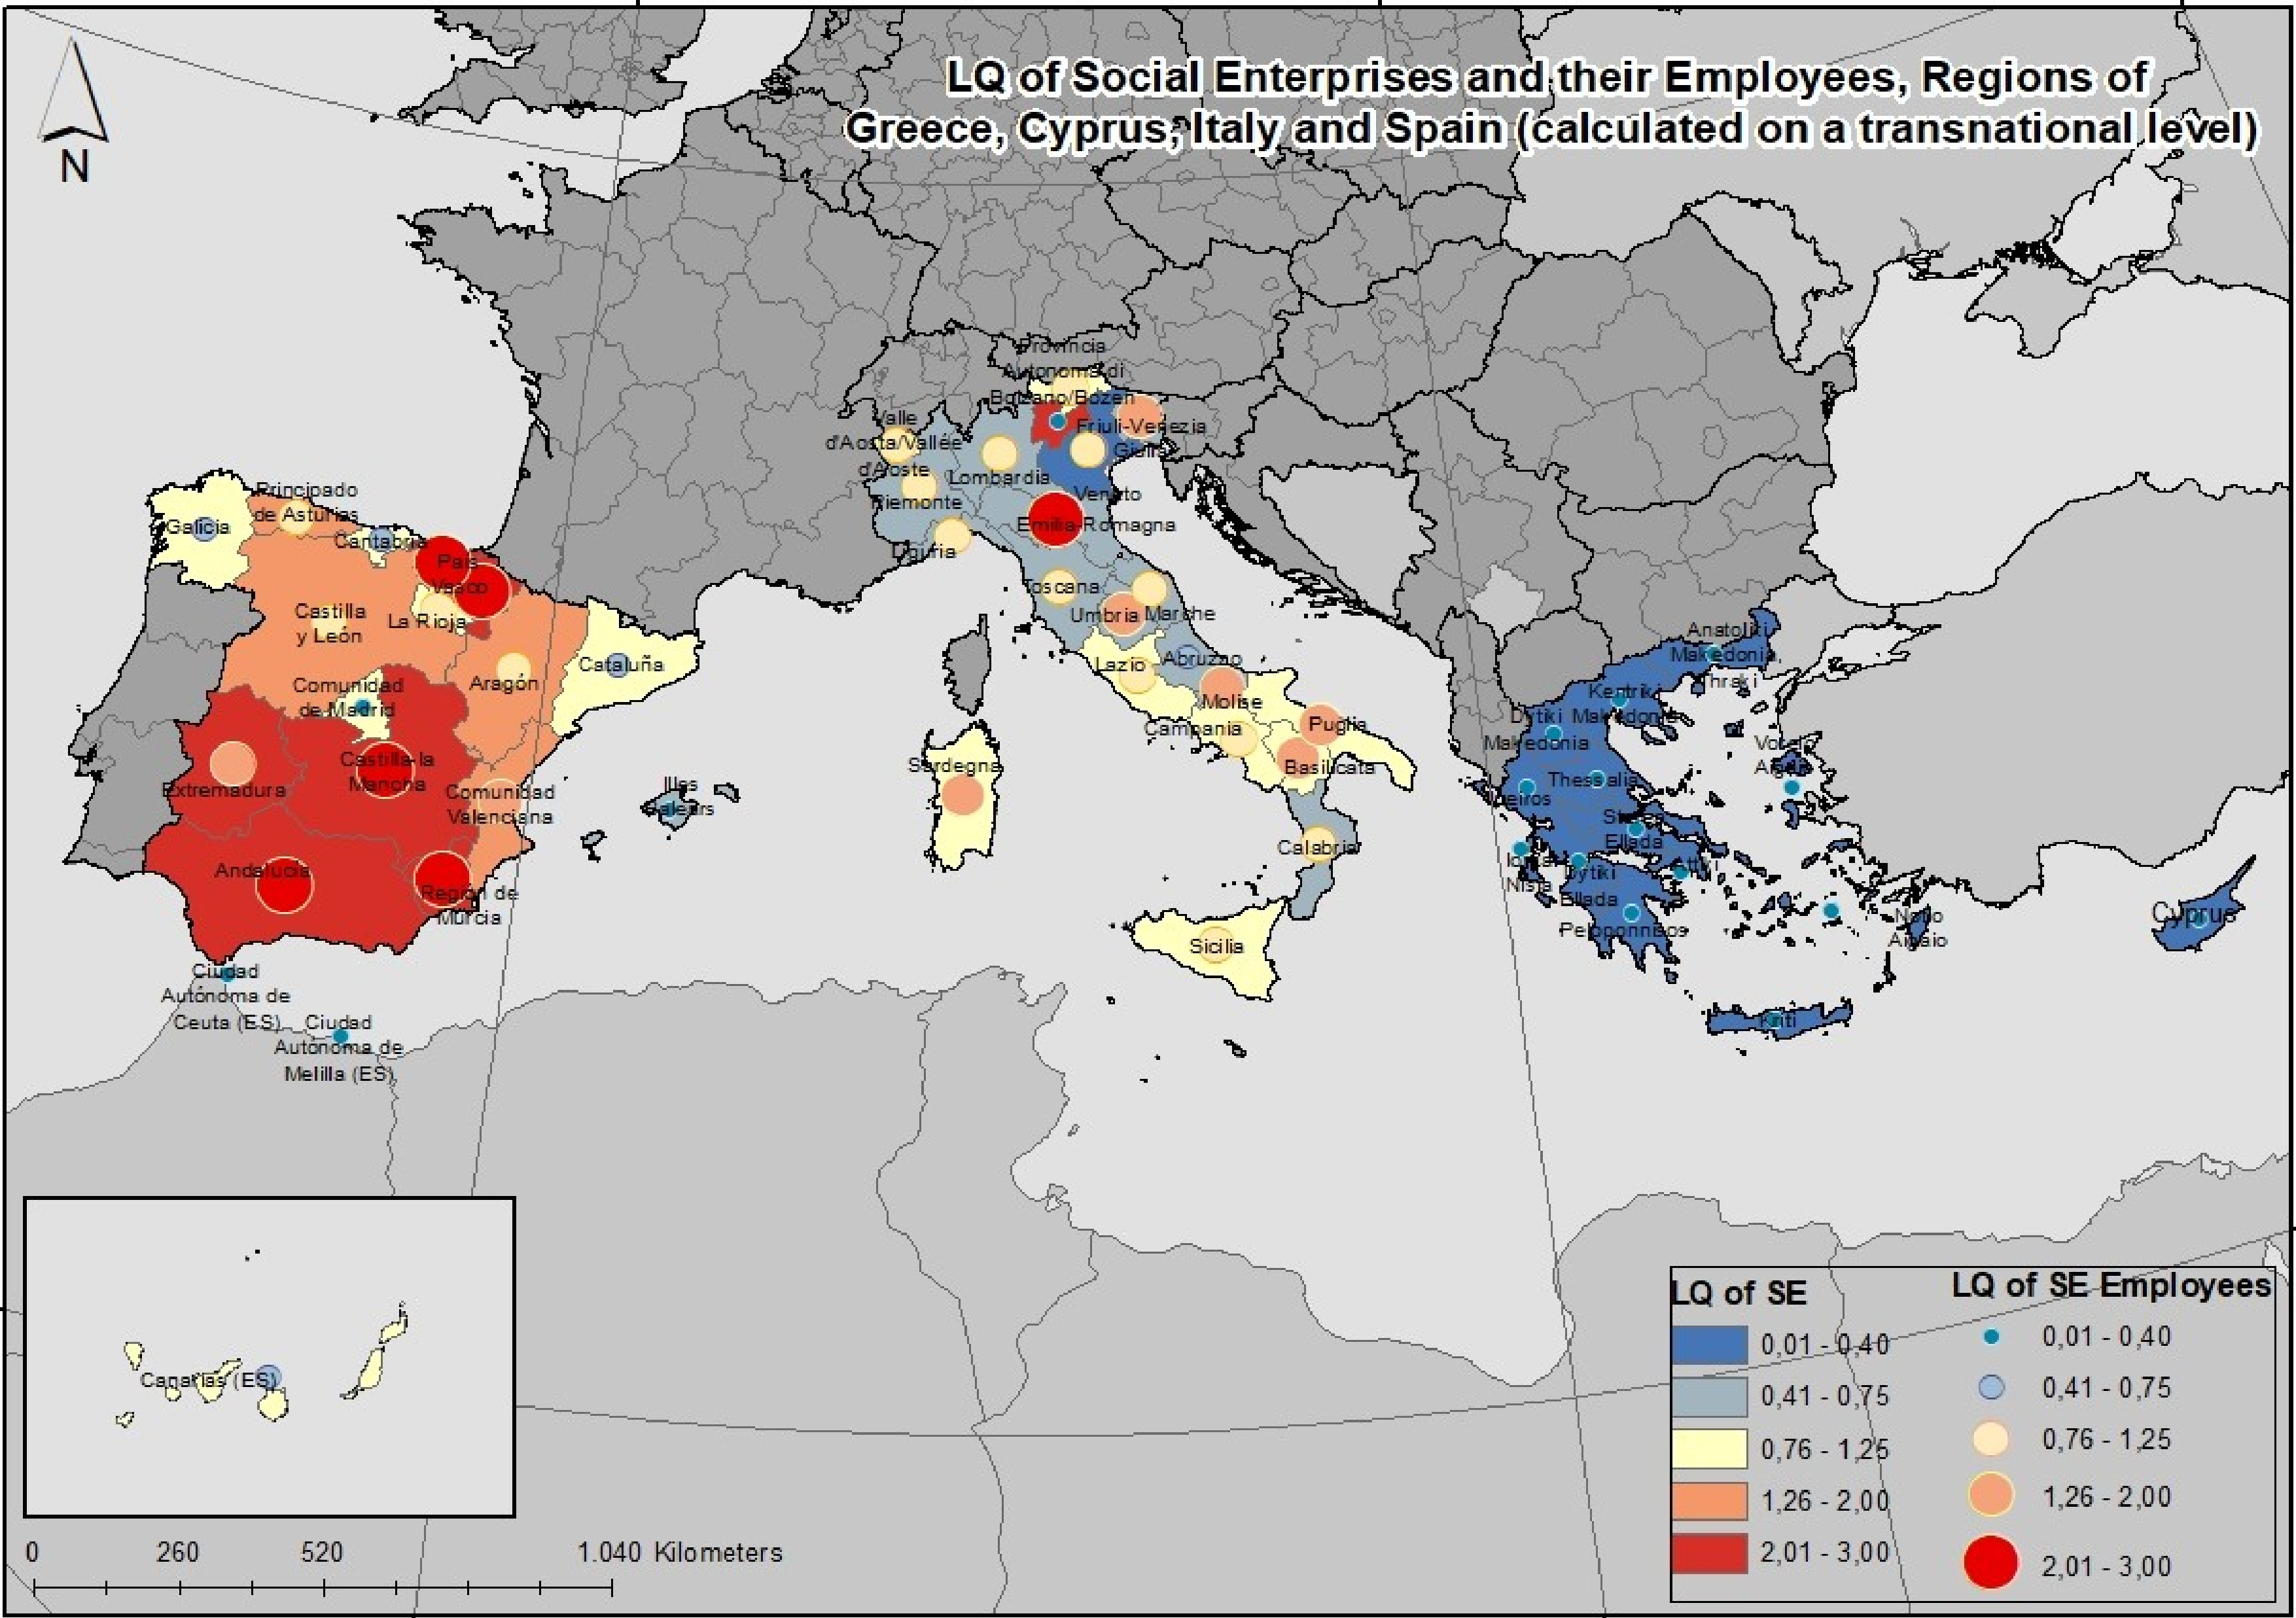 LQ of Social Enterprises and their Employees, Regions of
Greece, Cyprus, Italy and Spain (calculated on a transnational level)
N
Provincia
Autonoma di
Bolzano/Bozen
Valle
d'Aosta/Vallée
d'Aoste
Friuli-Venezia
Giulia
Lombardia
Piemonte
Veneto
Emilia-Romagna
Liguria
Toscana
Umbria
Marche
Lazio
Abruzzo
Molise
Campania
Puglia
Basilicata
Sardegna
Calabria
Sicilia
Galicia
Principado
de Asturias
Cantabria
País
Vasco
La Rioja
Castilla
y León
Aragón
Cataluña
Comunidad
de Madrid
Castilla-la
Mancha
Extremadura
Comunidad
Valenciana
Illes
Balears
Andalucía
Región de
Murcia
Ciudad
Autónoma de
Ceuta (ES)
Ciudad
Autónoma de
Melilla (ES)
Anatoliki
Makedonia,
Thraki
Kentriki
Makedonia
Dytiki
Makedonia
Thessalia
Ipeiros
Voreio
Aigaio
Sterea
Ellada
Ionia
Nisia
Dytiki
Ellada
Attiki
Peloponnisos
Notio
Aigaio
Kriti
Cyprus
Canarias (ES)
0 260 520 1.040 Kilometers
LQ of SE
0,01 - 0,40
0,41 - 0,75
0,76 - 1,25
1,26 - 2,00
2,01 - 3,00
LQ of SE Employees
0,01 - 0,40
0,41 - 0,75
0,76 - 1,25
1,26 - 2,00
2,01 - 3,00